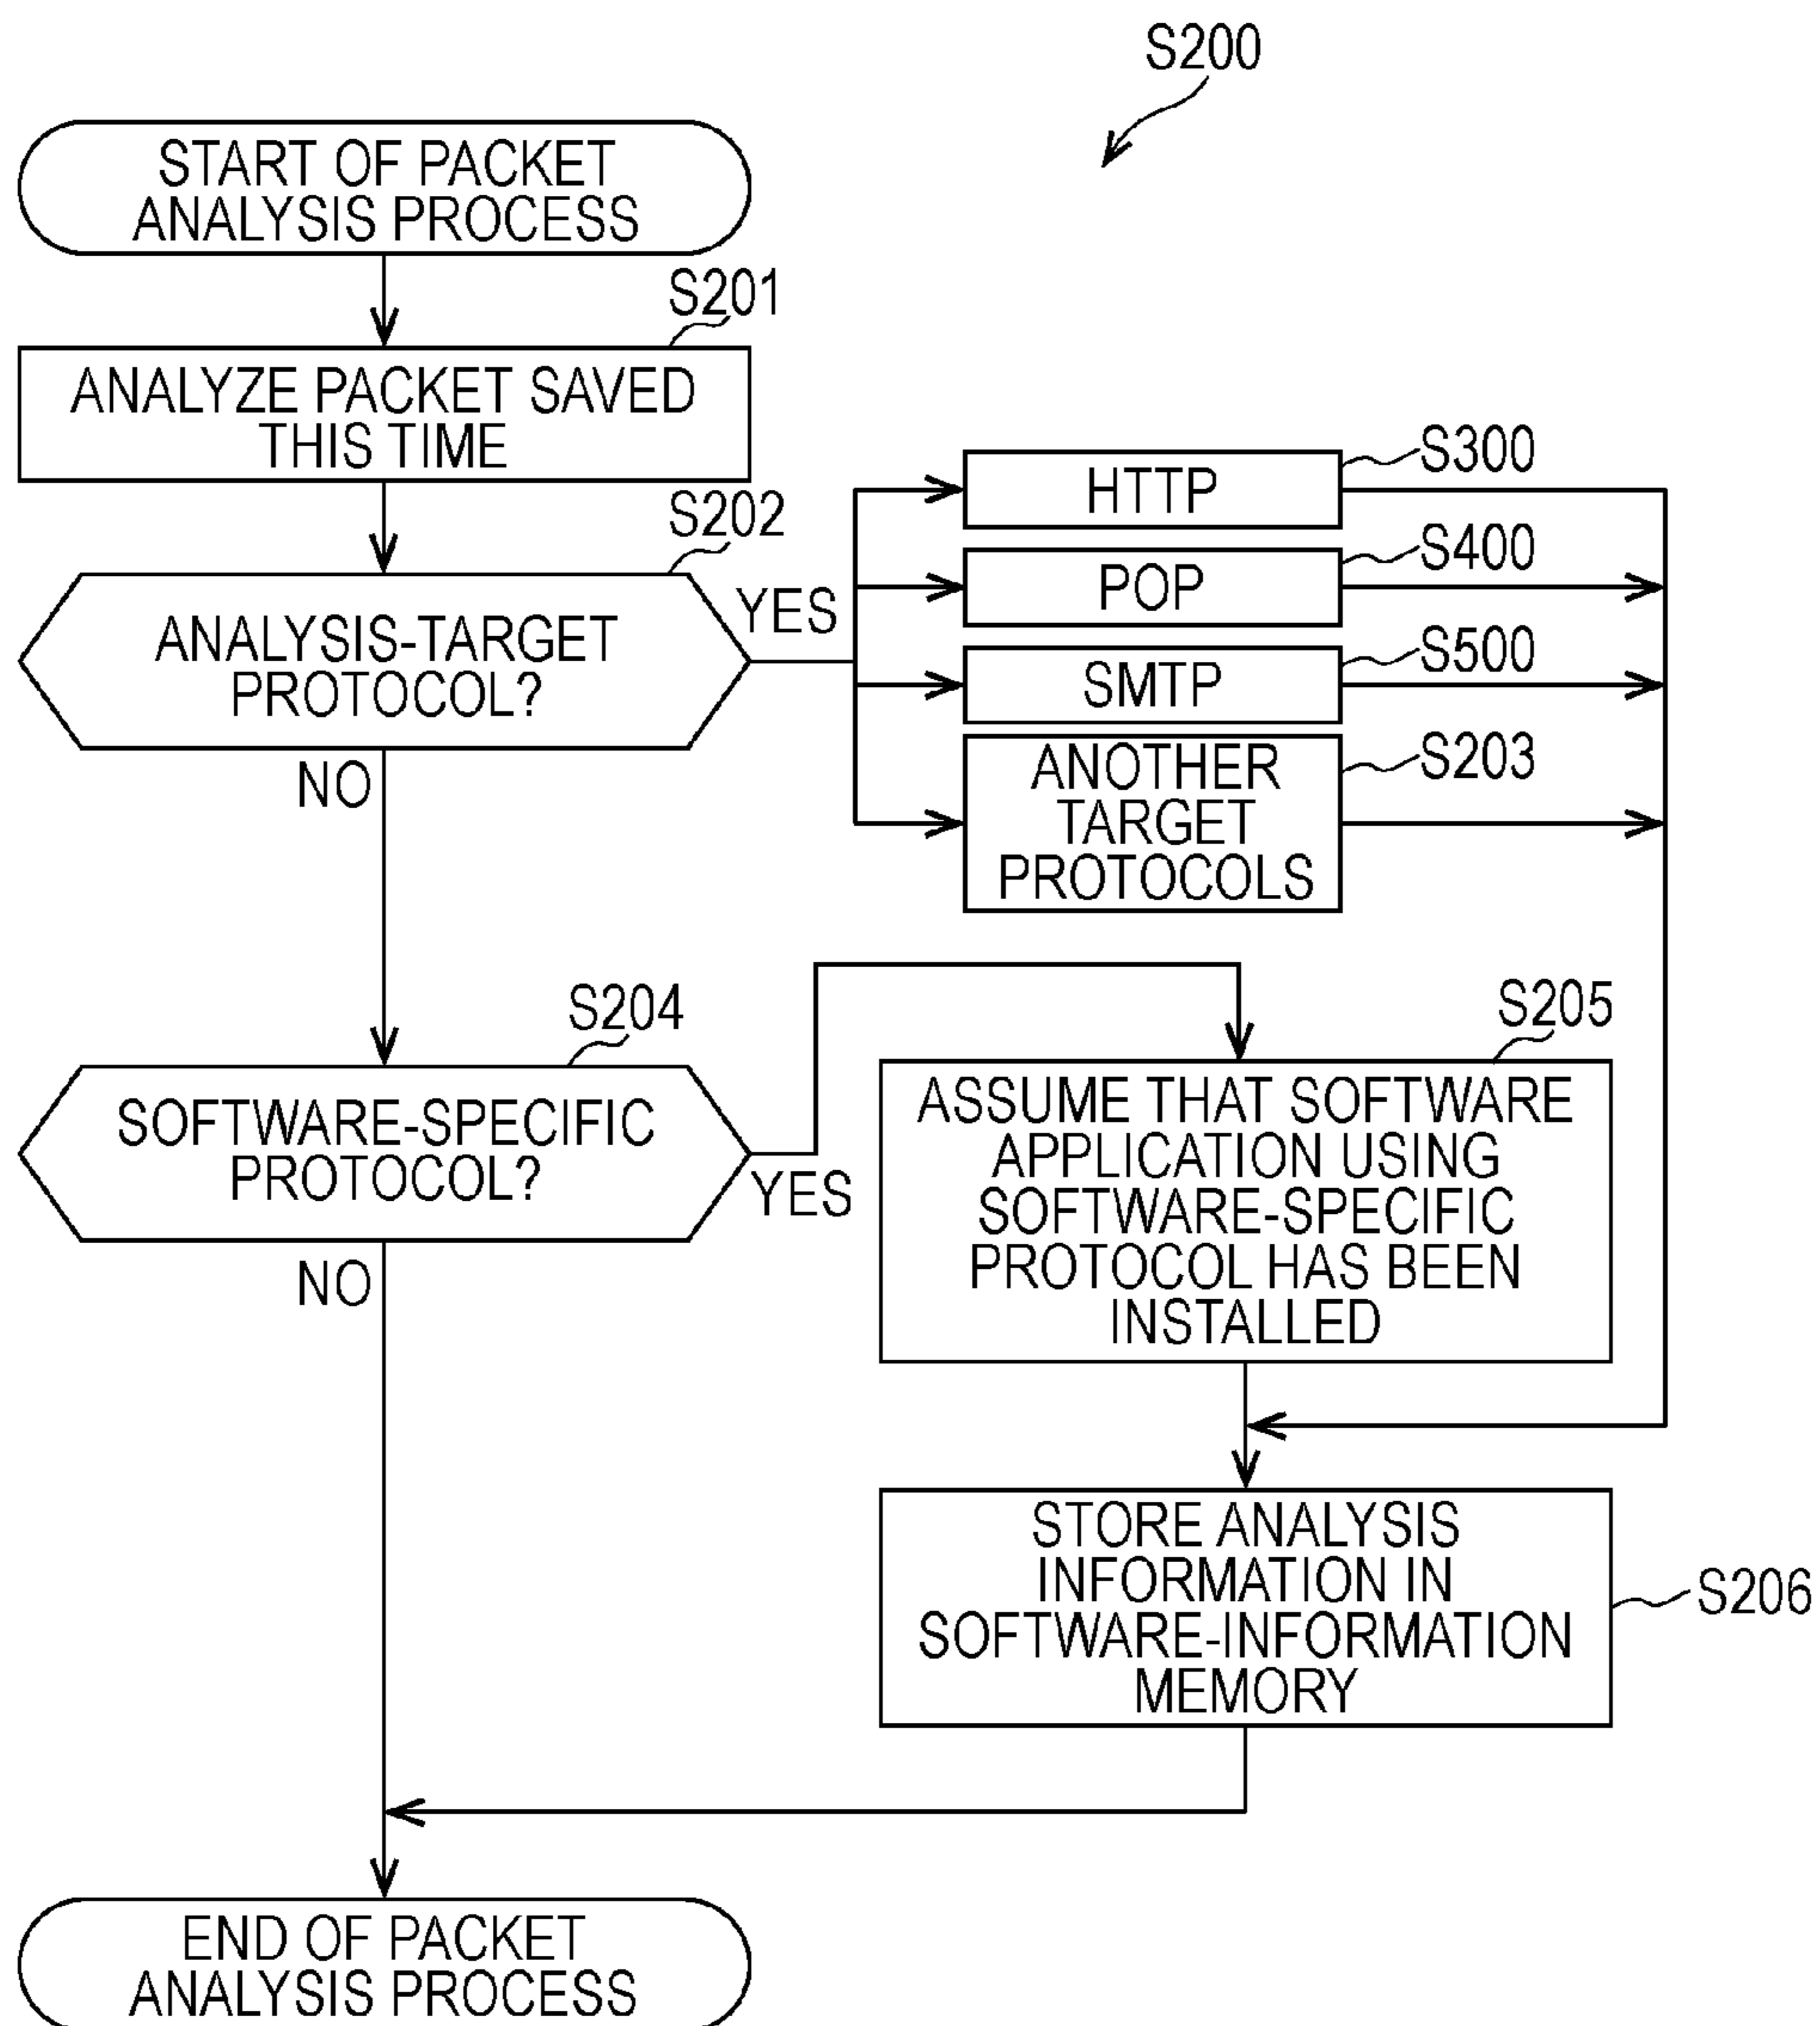 S200
START OF PACKET
ANALYSIS PROCESS
S201
ANALYZE PACKET SAVED
THIS TIME
S202
ANALYSIS-TARGET
PROTOCOL?
YES
NO
HTTP
S300
POP
S400
SMTP
S500
ANOTHER
TARGET
PROTOCOLS
S203
S204
SOFTWARE-SPECIFIC
PROTOCOL?
YES
NO
S205
ASSUME THAT SOFTWARE
APPLICATION USING
SOFTWARE-SPECIFIC
PROTOCOL HAS BEEN
INSTALLED
STORE ANALYSIS
INFORMATION IN
SOFTWARE-INFORMATION
MEMORY
S206
END OF PACKET
ANALYSIS PROCESS